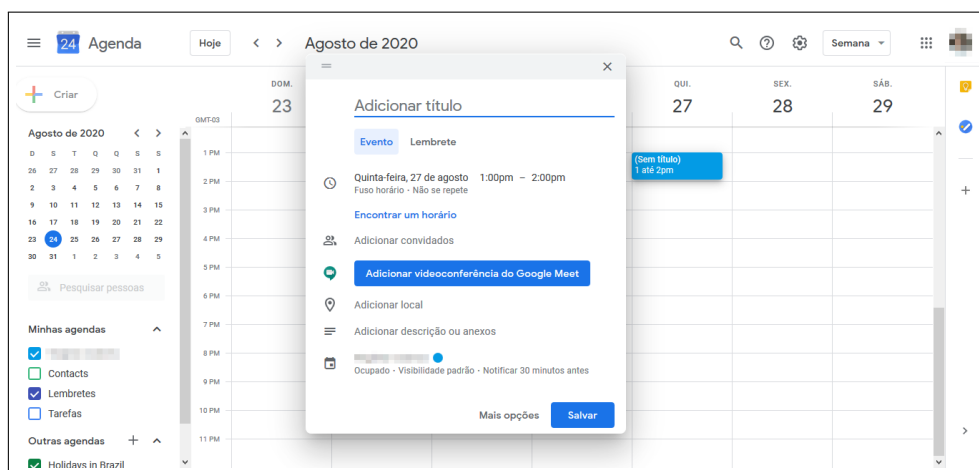 24 Agenda Hoje Agosto de 2020 Semana
Criar
Agosto de 2020
D S T Q Q S S
26 27 28 29 30 31 1
2 3 4 5 6 7 8
9 10 11 12 13 14 15
16 17 18 19 20 21 22
23 24 25 26 27 28 29
30 31 1 2 3 4 5
Pesquisar pessoas
Minhas agendas
Contacts
Lembretes
Tarefas
Outras agendas
Holidays in Brazil
DOM. QUI. SEX. SÁB.
23 27 28 29
GMT-03
1 PM
2 PM
3 PM
4 PM
5 PM
6 PM
7 PM
8 PM
9 PM
10 PM
11 PM
(Sem título)
1 até 2pm
Adicionar título
Evento Lembrete
Quinta-feira, 27 de agosto 1:00pm – 2:00pm
Fuso horário · Não se repete
Encontrar um horário
Adicionar convidados
Adicionar videoconferência do Google Meet
Adicionar local
Adicionar descrição ou anexos
Ocupado · Visibilidade padrão · Notificar 30 minutos antes
Mais opções Salvar